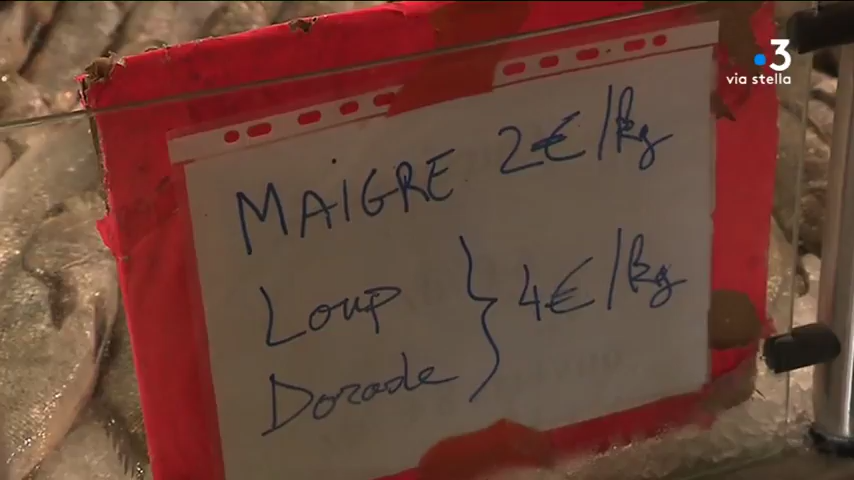 3
via stella
MAIGRE 2€/kg
Loup
Dorade } 4€/kg